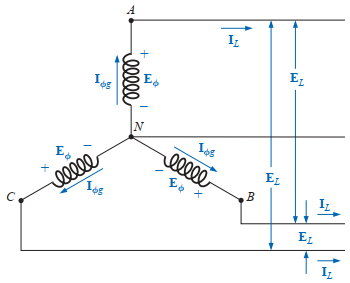 A
I_L
+
I_ϕg E_ϕ
E_L
−
N
E_ϕ −
I_ϕg
+
− E_ϕ
E_L
I_ϕg
+
C
B
I_L
E_L
I_L